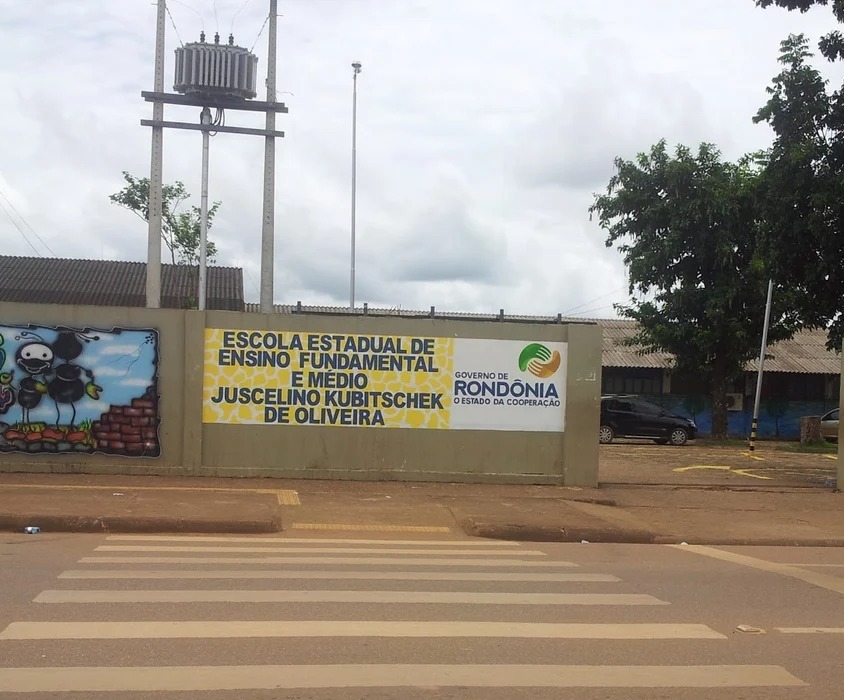 ESCOLA ESTADUAL DE
ENSINO FUNDAMENTAL
E MÉDIO
JUSCELINO KUBITSCHEK
DE OLIVEIRA
GOVERNO DE
RONDÔNIA
O ESTADO DA COOPERAÇÃO